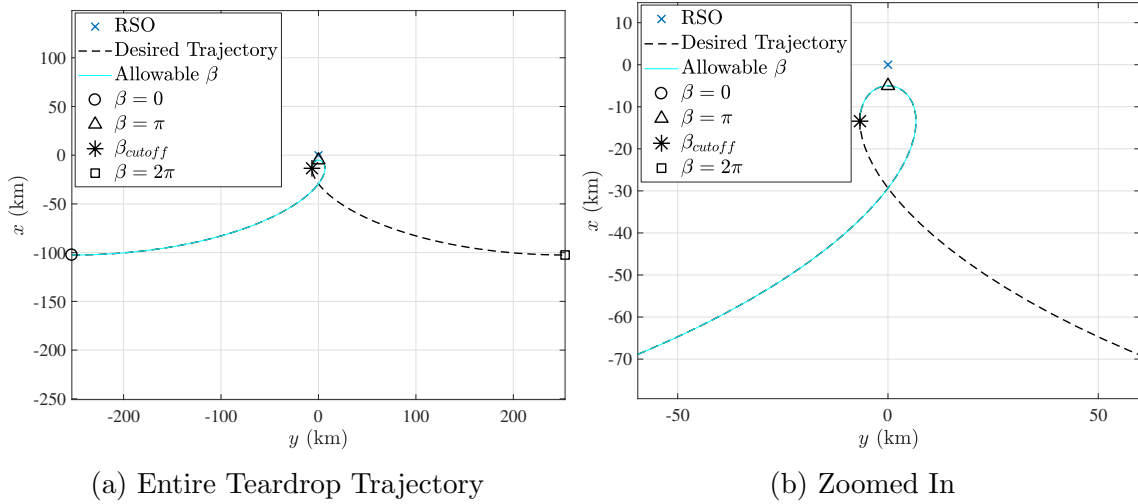 RSO
Desired Trajectory
Allowable β
β = 0
β = π
β_cutoff
β = 2π
100
50
0
-50
-100
-150
-200
-250
-200
-100
0
100
200
x (km)
y (km)
(a) Entire Teardrop Trajectory
RSO
Desired Trajectory
Allowable β
β = 0
β = π
β_cutoff
β = 2π
10
0
-10
-20
-30
-40
-50
-60
-70
-50
0
50
x (km)
y (km)
(b) Zoomed In